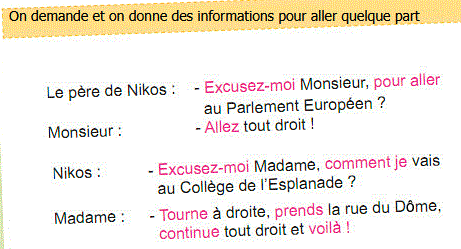 On demande et on donne des informations pour aller quelque part
Le père de Nikos : - Excusez-moi Monsieur, pour aller
au Parlement Européen ?
Monsieur : - Allez tout droit !
Nikos : - Excusez-moi Madame, comment je vais
au Collège de l'Esplanade ?
Madame : - Tourne à droite, prends la rue du Dôme,
continue tout droit et voilà !